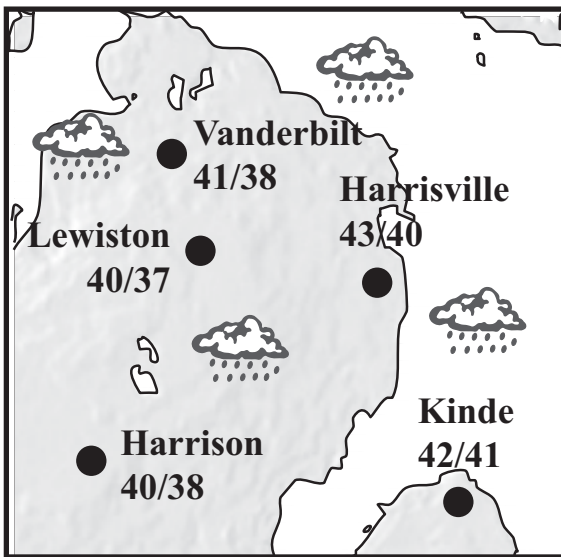 Vanderbilt
41/38
Harrisville
43/40
Lewiston
40/37
Kinde
42/41
Harrison
40/38